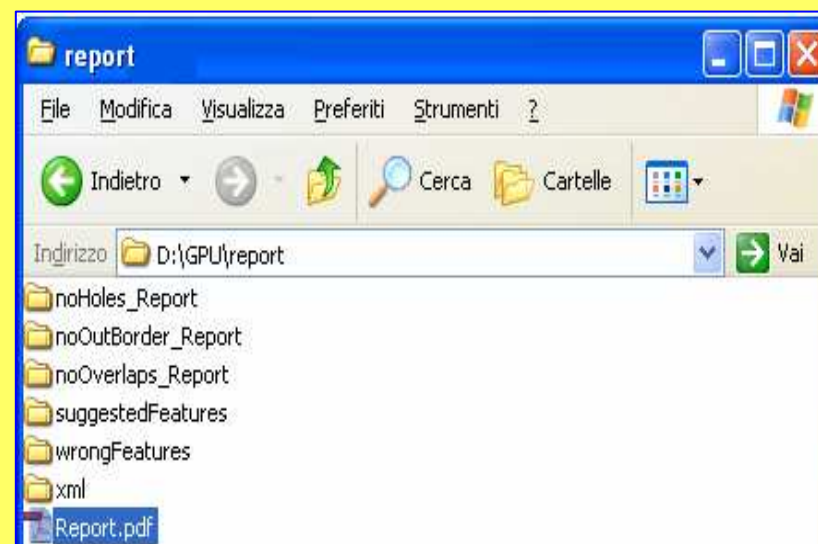 report
File Modifica Visualizza Preferiti Strumenti ?
Indietro Cerca Cartelle
Indirizzo D:\GPU\report Vai
noHoles_Report
noOutBorder_Report
noOverlaps_Report
suggestedFeatures
wrongFeatures
xml
Report.pdf